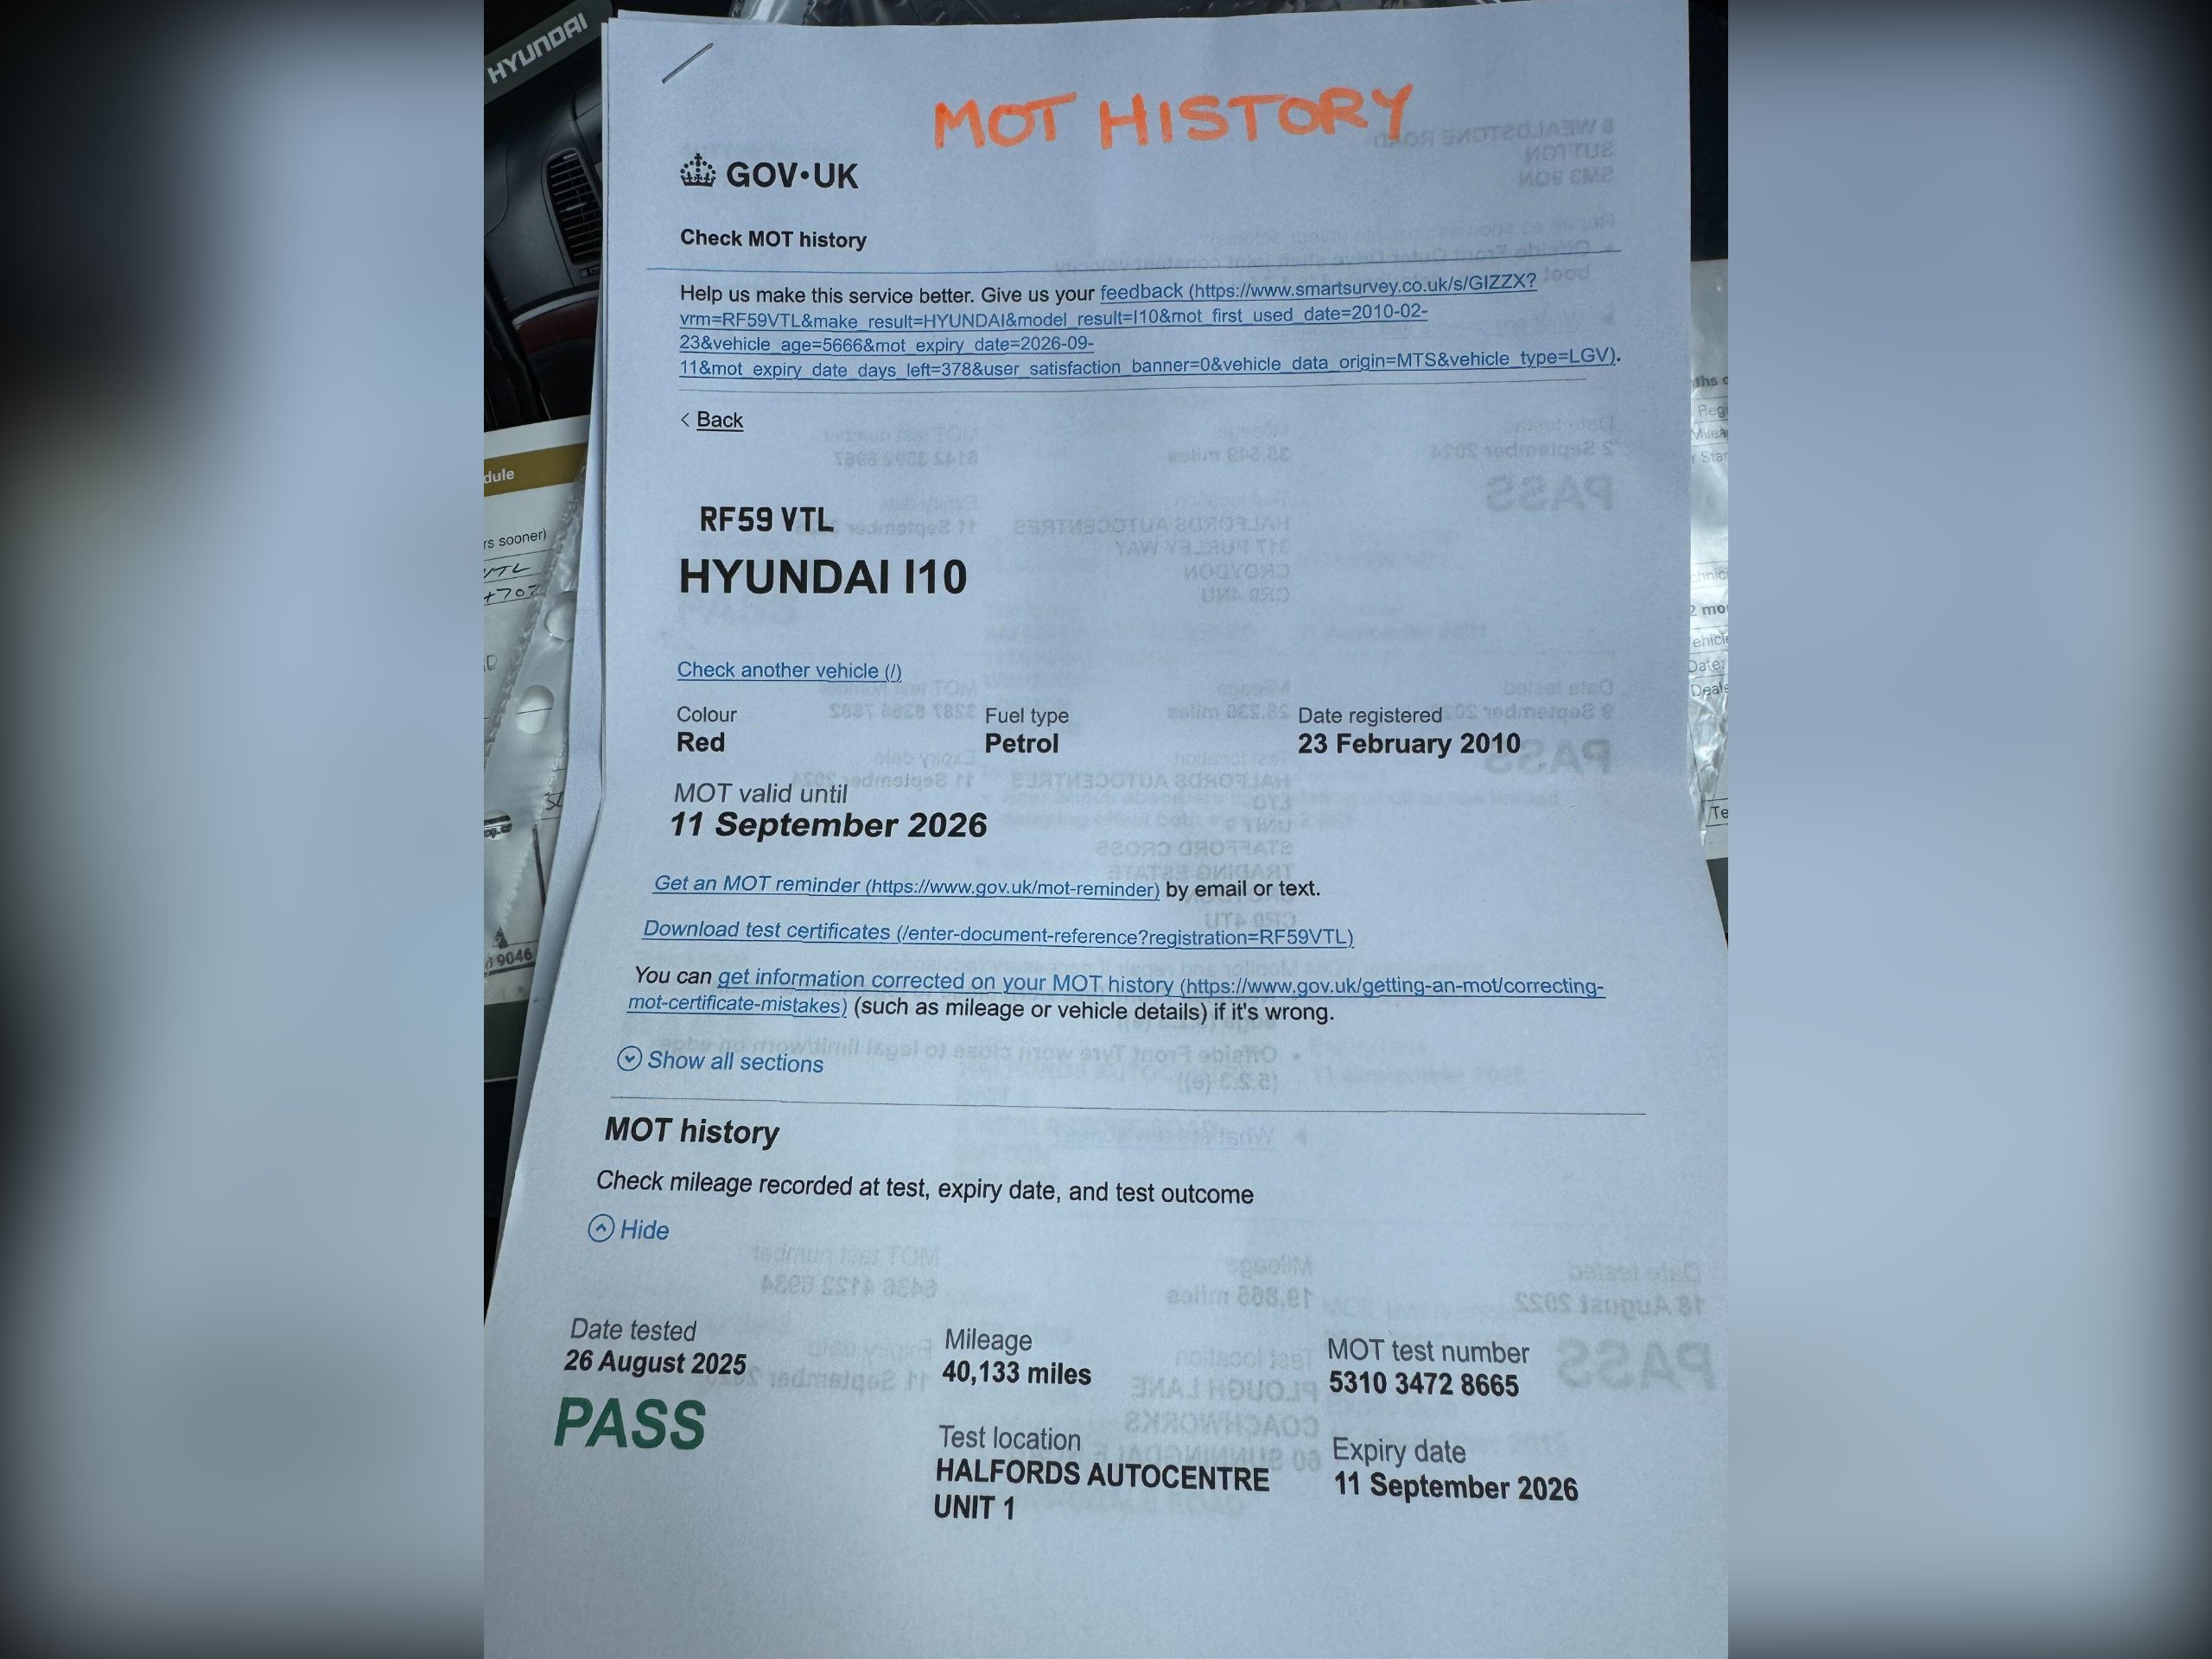 HYUNDAI
MOT HISTORY
GOV•UK
Check MOT history
Help us make this service better. Give us your feedback (https://www.smartsurvey.co.uk/s/GIZZX?
vrm=RF59VTL&make_result=HYUNDAI&model_result=I10&mot_first_used_date=2010-02-
23&vehicle_age=5666&mot_expiry_date=2026-09-
11&mot_expiry_date_days_left=378&user_satisfaction_banner=0&vehicle_data_origin=MTS&vehicle_type=LGV).
Back
RF59 VTL
HYUNDAI I10
Check another vehicle (/)
Colour Fuel type Date registered
Red Petrol 23 February 2010
MOT valid until
11 September 2026
Get an MOT reminder (https://www.gov.uk/mot-reminder) by email or text.
Download test certificates (/enter-document-reference?registration=RF59VTL)
You can get information corrected on your MOT history (https://www.gov.uk/getting-an-mot/correcting-
mot-certificate-mistakes) (such as mileage or vehicle details) if it's wrong.
Show all sections
MOT history
Check mileage recorded at test, expiry date, and test outcome
Hide
Date tested Mileage MOT test number
26 August 2025 40,133 miles 5310 3472 8665
PASS
Test location Expiry date
HALFORDS AUTOCENTRE 11 September 2026
UNIT 1